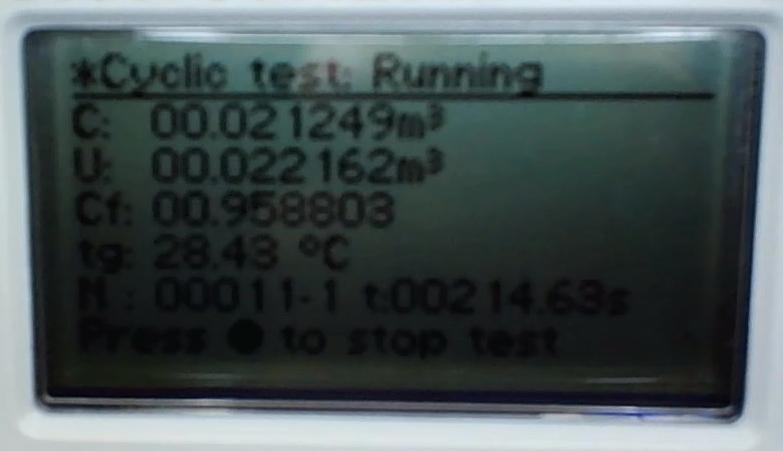 *Cyclic test: Running
C: 00.021249m³
U: 00.022162m³
Cf: 00.958803
tg: 28.43 °C
N : 00011-1 t:00214.63s
Press ● to stop test